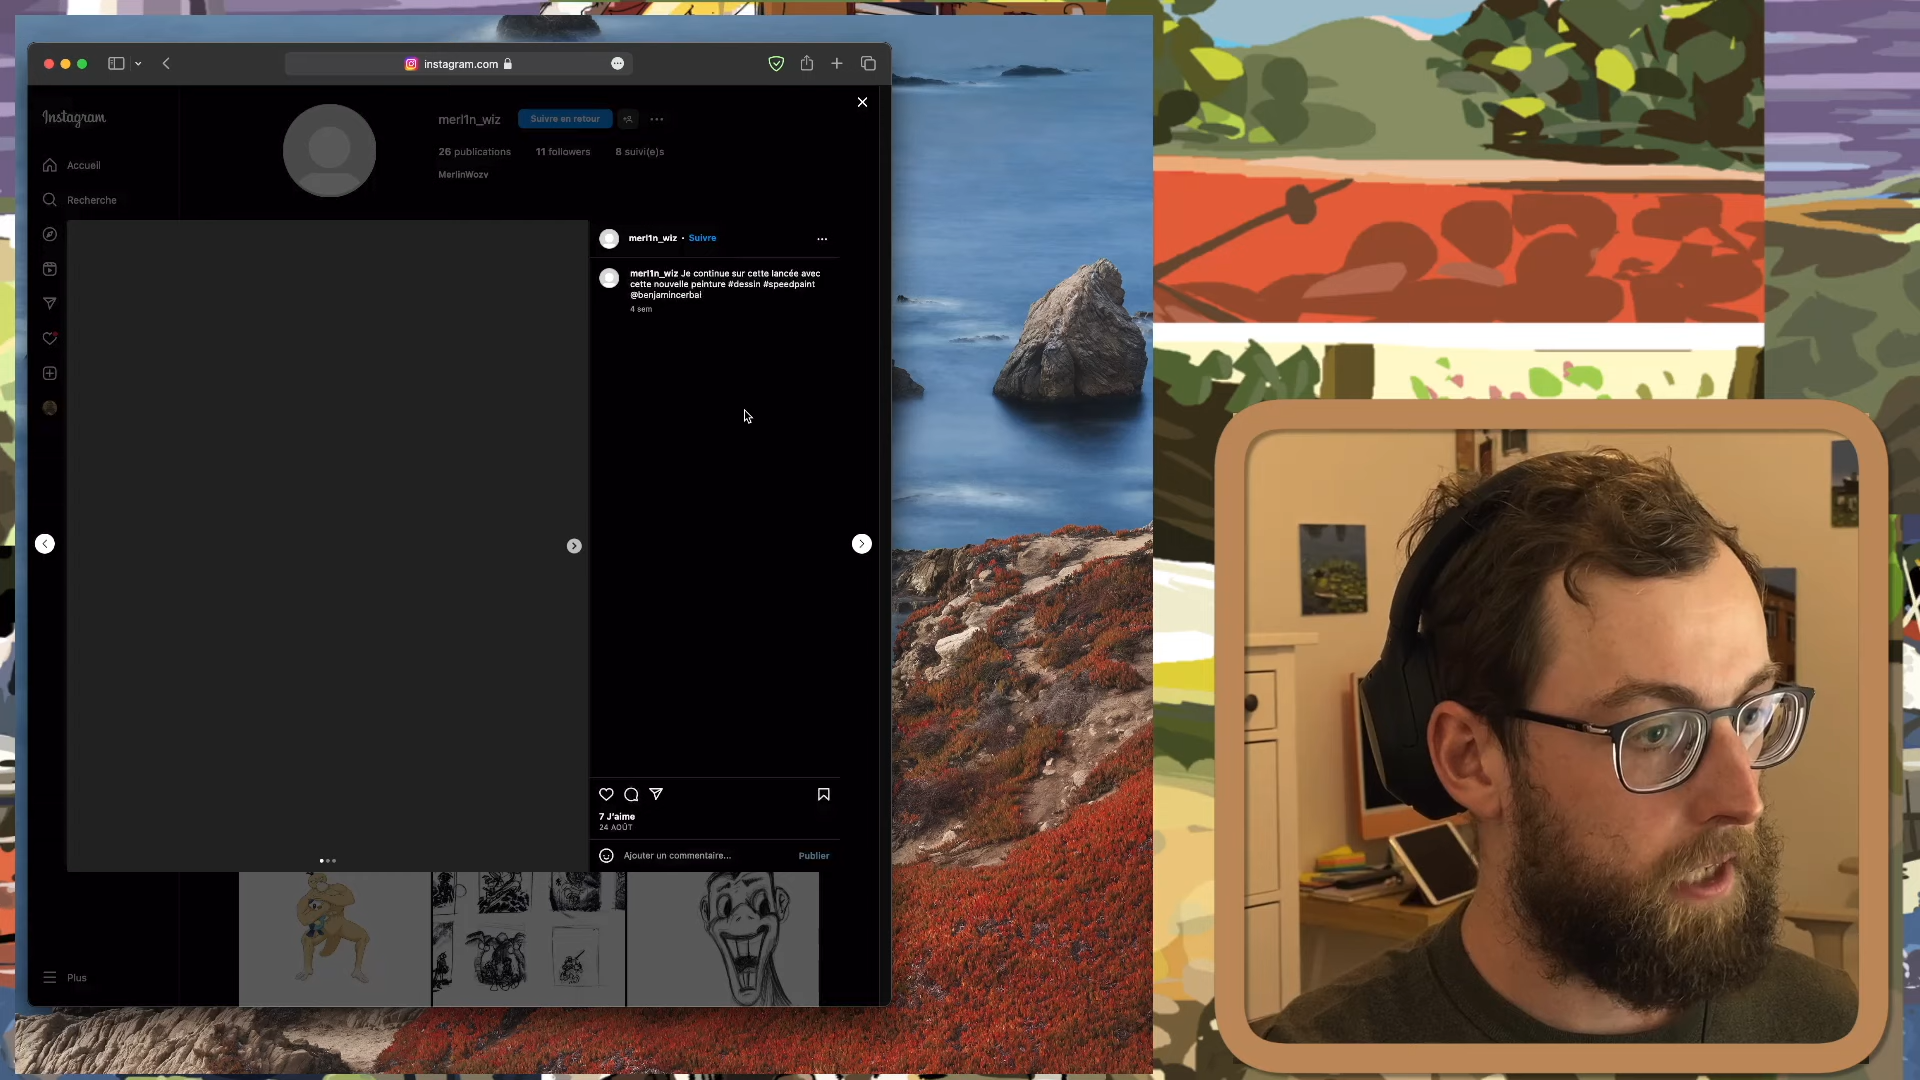 instagram.com
Instagram
merl1n_wiz
Suivre en retour
26 publications
11 followers
8 suivi(e)s
MerlinWozv
Accueil
Recherche
merl1n_wiz • Suivre
merl1n_wiz Je continue sur cette lancée avec
cette nouvelle peinture #dessin #speedpaint
@benjamincerbai
4 sem
7 J'aime
24 AOÛT
Ajouter un commentaire...
Publier
Plus